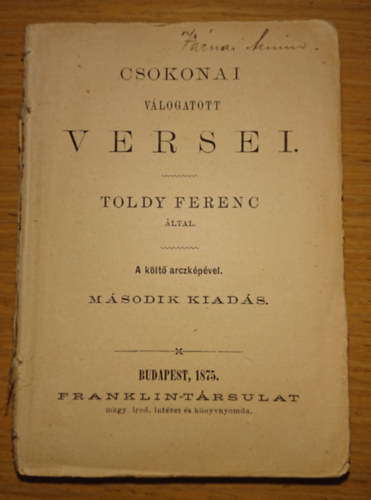 CSOKONAI
VÁLOGATOTT
VERSEI.
TOLDY FERENC
ÁLTAL.
A költő arczképével.
MÁSODIK KIADÁS.
BUDAPEST, 1875.
FRANKLIN-TÁRSULAT
magy. irod. intézet és könyvnyomda.